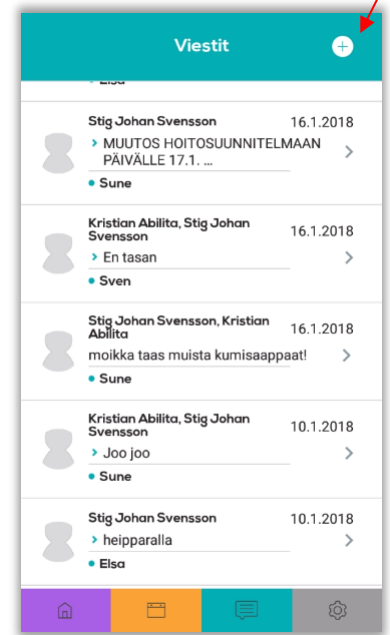 Viestit
Elsa
Stig Johan Svensson 16.1.2018
> MUUTOS HOITOSUUNNITELMAAN
PÄIVÄLLE 17.1. ...
• Sune
Kristian Abilita, Stig Johan
Svensson 16.1.2018
> En tasan
• Sven
Stig Johan Svensson, Kristian
Abilita 16.1.2018
moikka taas muista kumisaappaat!
• Sune
Kristian Abilita, Stig Johan
Svensson 10.1.2018
> Joo joo
• Sune
Stig Johan Svensson 10.1.2018
> heipparalla
• Elsa